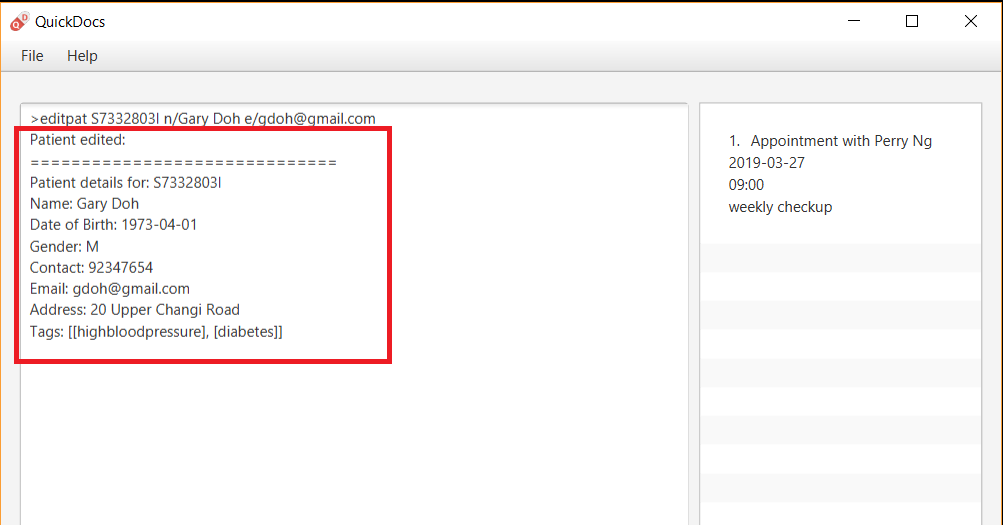 QuickDocs
File Help
>editpat S7332803I n/Gary Doh e/gdoh@gmail.com
Patient edited:
==============================
Patient details for: S7332803I
Name: Gary Doh
Date of Birth: 1973-04-01
Gender: M
Contact: 92347654
Email: gdoh@gmail.com
Address: 20 Upper Changi Road
Tags: [[highbloodpressure], [diabetes]]
1. Appointment with Perry Ng
2019-03-27
09:00
weekly checkup